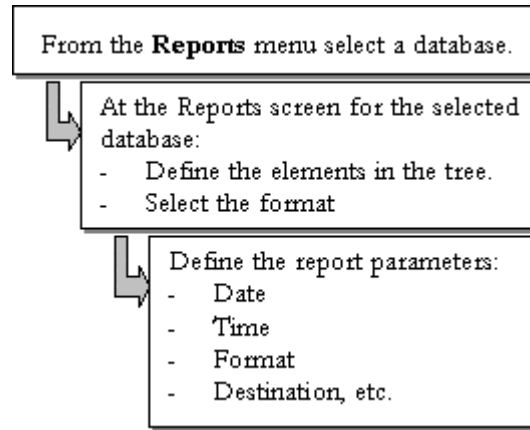 From the Reports menu select a database.
At the Reports screen for the selected
database:
- Define the elements in the tree.
- Select the format
Define the report parameters:
- Date
- Time
- Format
- Destination, etc.